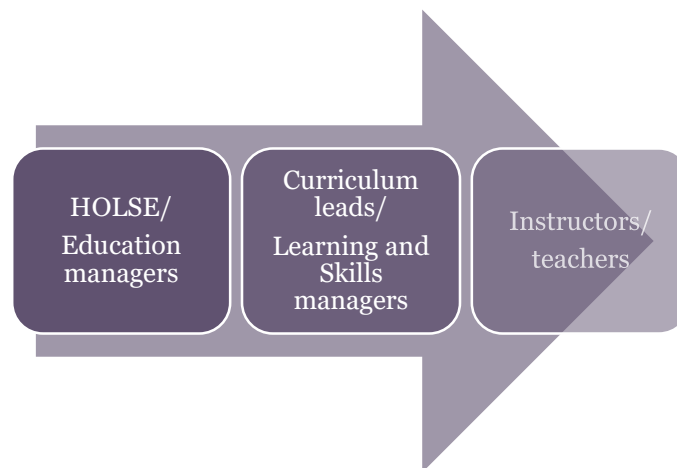 HOLSE/
Education
managers
Curriculum
leads/
Learning and
Skills
managers
Instructors/
teachers